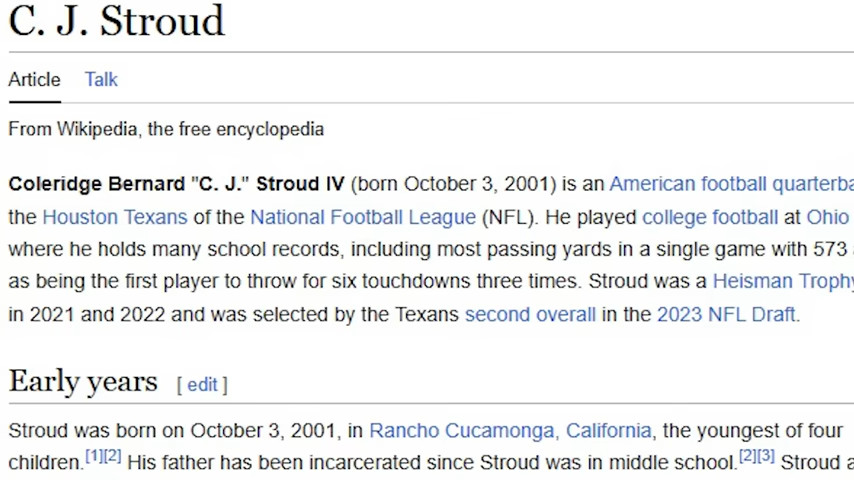 C. J. Stroud
Article Talk
From Wikipedia, the free encyclopedia
Coleridge Bernard "C. J." Stroud IV (born October 3, 2001) is an American football
the Houston Texans of the National Football League (NFL). He played college football at Ohio
where he holds many school records, including most passing yards in a single game with 573
as being the first player to throw for six touchdowns three times. Stroud was a Heisman Trophy
in 2021 and 2022 and was selected by the Texans second overall in the 2023 NFL Draft.
Early years [ edit ]
Stroud was born on October 3, 2001, in Rancho Cucamonga, California, the youngest of four
children.[1][2] His father has been incarcerated since Stroud was in middle school.[2][3] Stroud